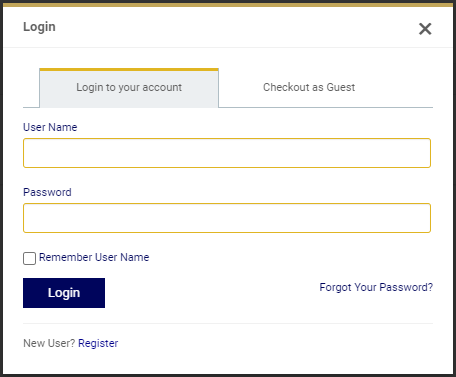 Login
Login to your account
Checkout as Guest
User Name
Password
Remember User Name
Login
Forgot Your Password?
New User? Register